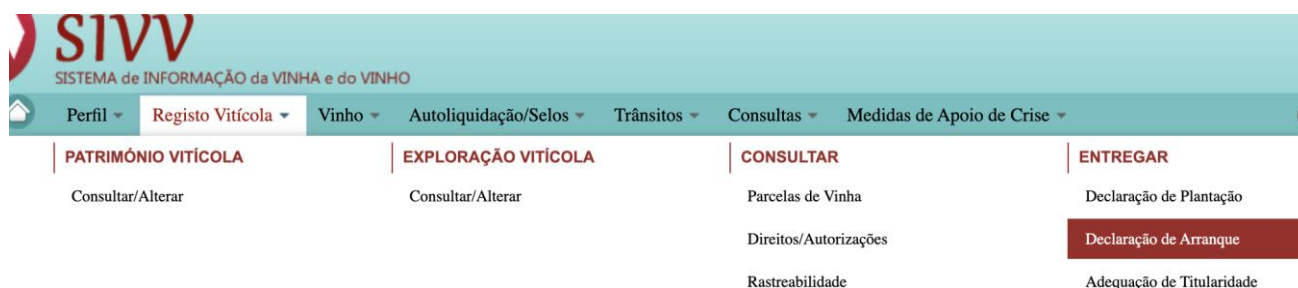 SIVV
SISTEMA de INFORMAÇÃO da VINHA e do VINHO
Perfil Registo Vitícola Vinho Autoliquidação/Selos Trânsitos Consultas Medidas de Apoio de Crise
PATRIMÓNIO VITÍCOLA EXPLORAÇÃO VITÍCOLA CONSULTAR ENTREGAR
Consultar/Alterar Consultar/Alterar Parcelas de Vinha Declaração de Plantação
Direitos/Autorizações Declaração de Arranque
Rastreabilidade Adequação de Titularidade